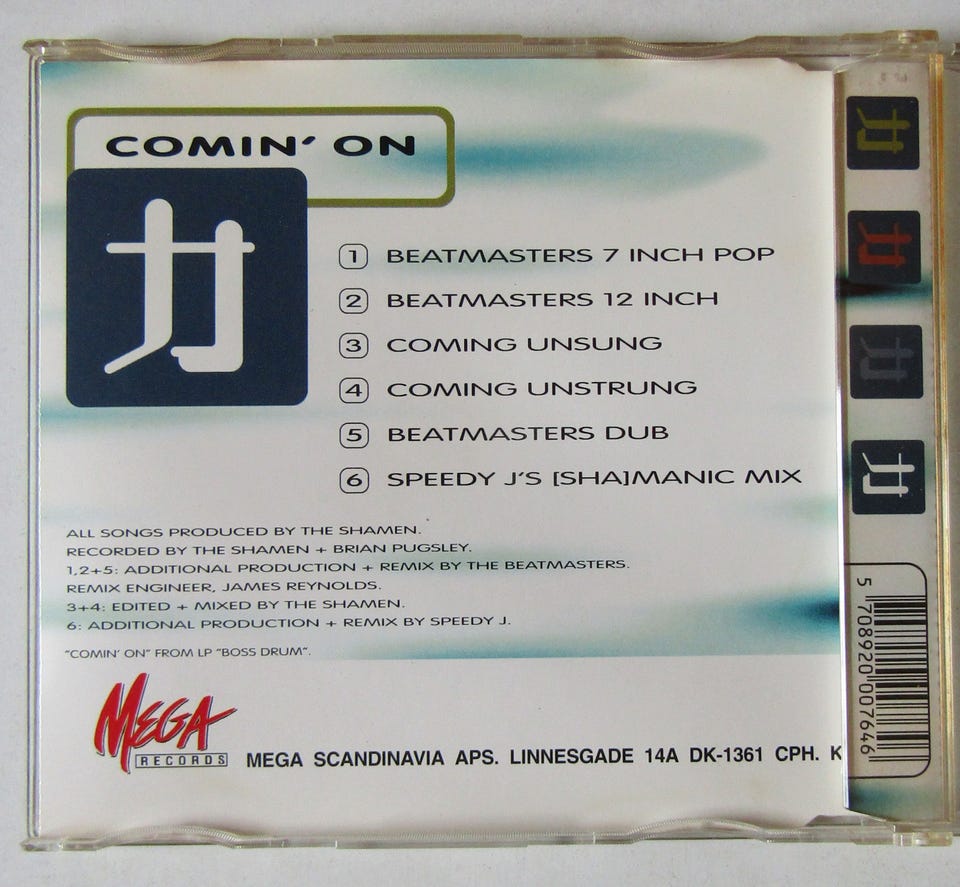 COMIN' ON
1 BEATMASTERS 7 INCH POP
2 BEATMASTERS 12 INCH
3 COMING UNSUNG
4 COMING UNSTRUNG
5 BEATMASTERS DUB
6 SPEEDY J'S [SHA]MANIC MIX
ALL SONGS PRODUCED BY THE SHAMEN.
RECORDED BY THE SHAMEN + BRIAN PUGSLEY.
1,2+5: ADDITIONAL PRODUCTION + REMIX BY THE BEATMASTERS.
REMIX ENGINEER, JAMES REYNOLDS.
3+4: EDITED + MIXED BY THE SHAMEN.
6: ADDITIONAL PRODUCTION + REMIX BY SPEEDY J.
"COMIN' ON" FROM LP "BOSS DRUM".
MEGA
RECORDS
MEGA SCANDINAVIA APS. LINNESGADE 14A DK-1361 CPH. K
5 708920 007646